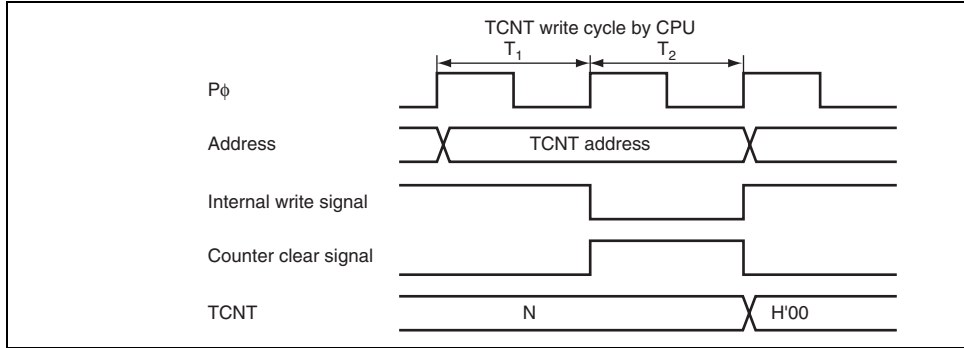 TCNT write cycle by CPU
T1 T2
Pϕ
Address TCNT address
Internal write signal
Counter clear signal
TCNT N H'00